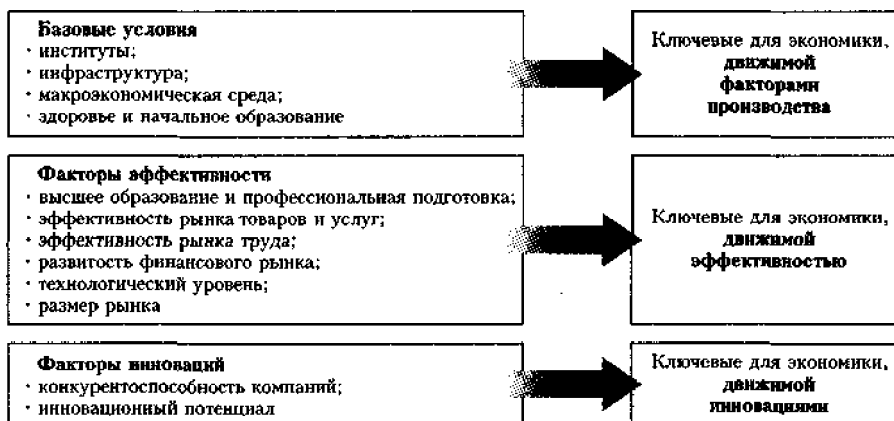 Базовые условия
· институты;
· инфраструктура;
· макроэкономическая среда;
· здоровье и начальное образование
Ключевые для экономики,
движимой
факторами
производства
Факторы эффективности
· высшее образование и профессиональная подготовка;
· эффективность рынка товаров и услуг;
· эффективность рынка труда;
· развитость финансового рынка;
· технологический уровень;
· размер рынка
Ключевые для экономики,
движимой
эффективностью
Факторы инноваций
· конкурентоспособность компаний;
· инновационный потенциал
Ключевые для экономики,
движимой
инновациями